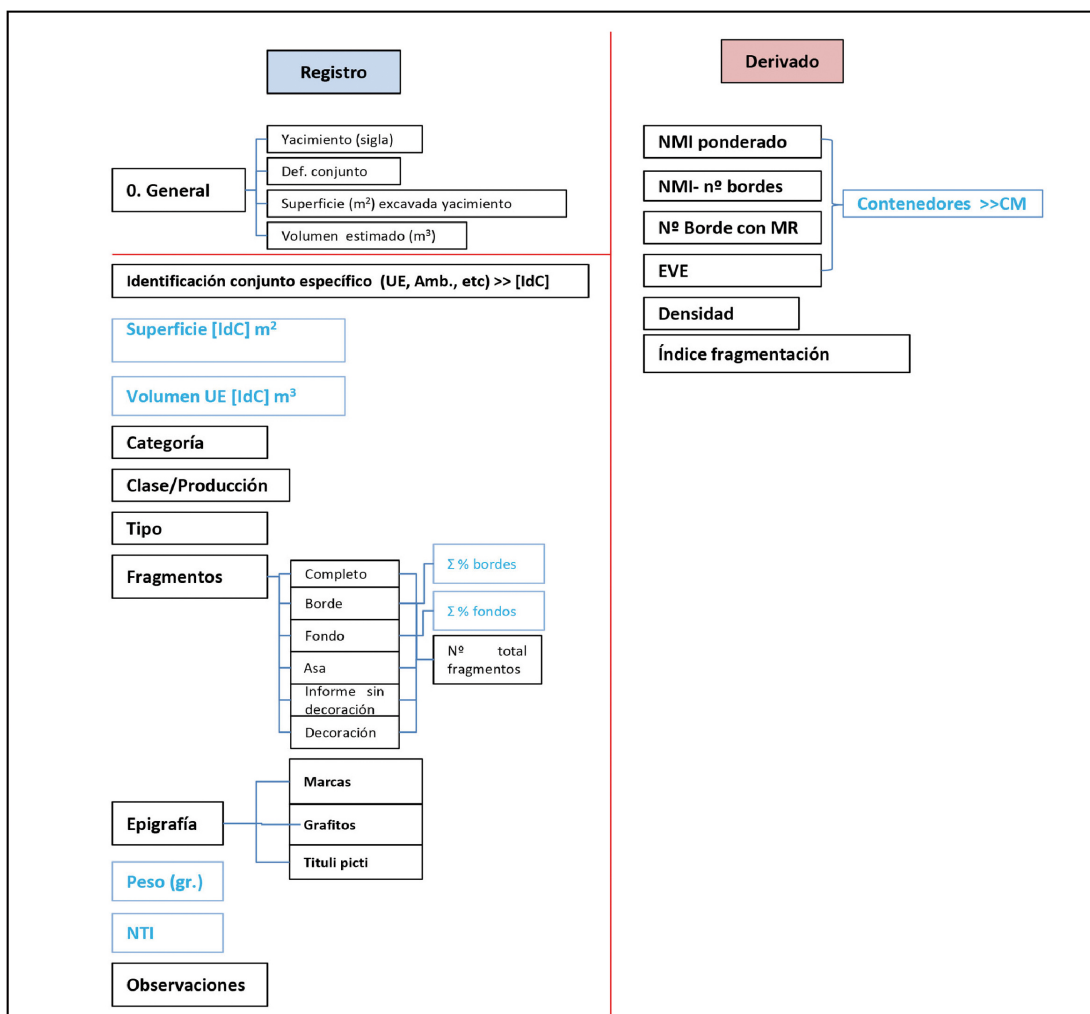 Registro
0. General
Yacimiento (sigla)
Def. conjunto
Superficie (m²) excavada yacimiento
Volumen estimado (m³)
Identificación conjunto específico (UE, Amb., etc) >> [IdC]
Superficie [IdC] m²
Volumen UE [IdC] m³
Categoría
Clase/Producción
Tipo
Fragmentos
Completo
Borde
Fondo
Asa
Informe sin
decoración
Decoración
Σ % bordes
Σ % fondos
Nº total
fragmentos
Epigrafía
Marcas
Grafitos
Tituli picti
Peso (gr.)
NTI
Observaciones
Derivado
NMI ponderado
NMI- nº bordes
Nº Borde con MR
EVE
Contenedores >>CM
Densidad
Índice fragmentación